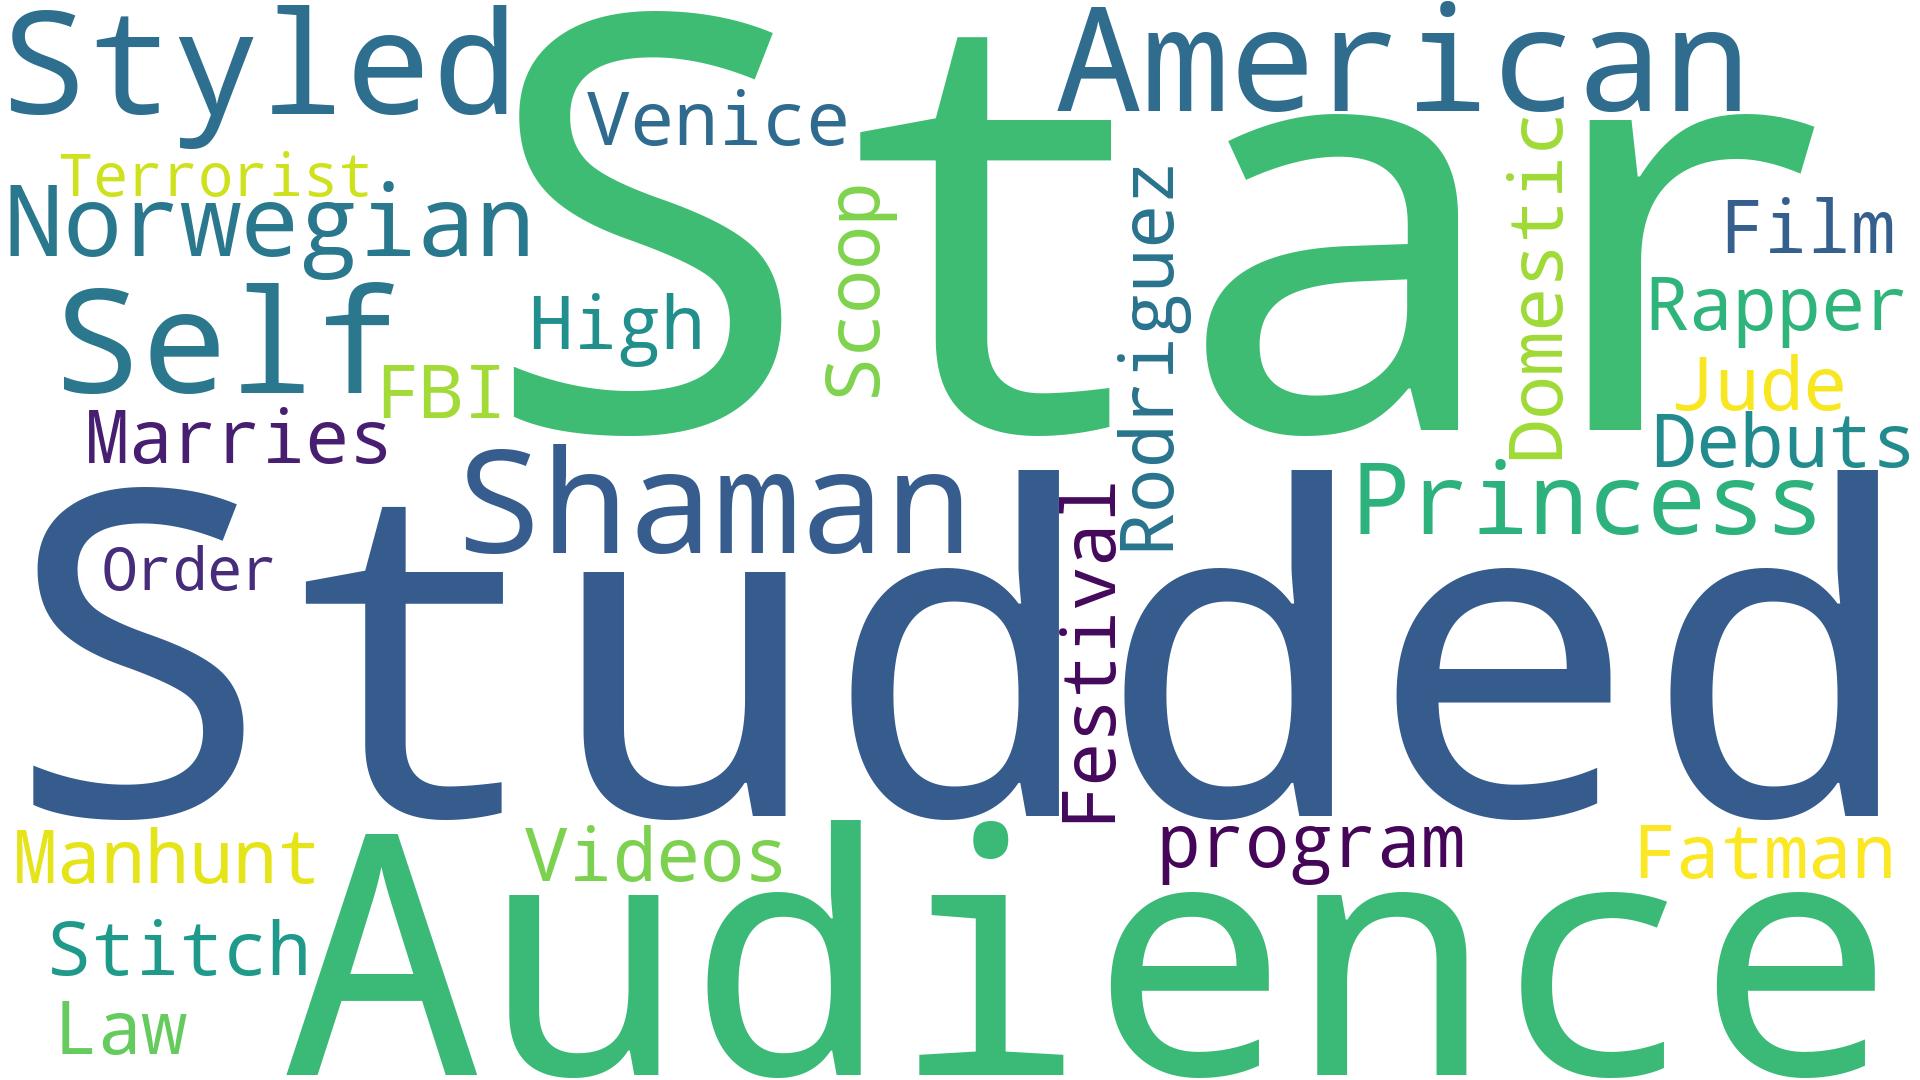 Styled
Star
American
Venice
Terrorist
Norwegian
Scoop
Rodriguez
Domestic
Film
Self
High
Rapper
FBI
Jude
Marries
Debuts
Shaman
Princess
Studded
Order
Festival
Manhunt
Videos
program
Fatman
Audience
Stitch
Law